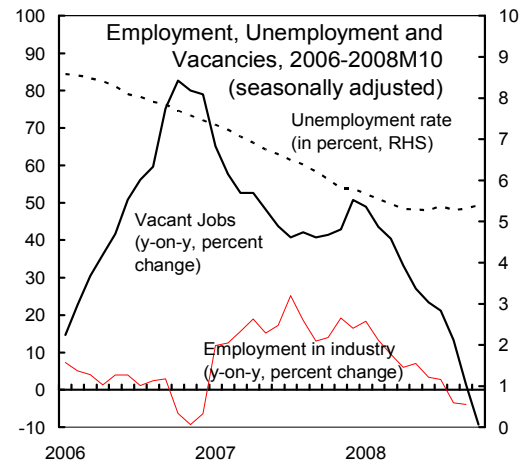 Employment, Unemployment and
Vacancies, 2006-2008M10
(seasonally adjusted)
Unemployment rate
(in percent, RHS)
Vacant Jobs
(y-on-y, percent
change)
Employment in industry
(y-on-y, percent change)
100
90
80
70
60
50
40
30
20
10
0
-10
10
9
8
7
6
5
4
3
2
1
0
2006
2007
2008